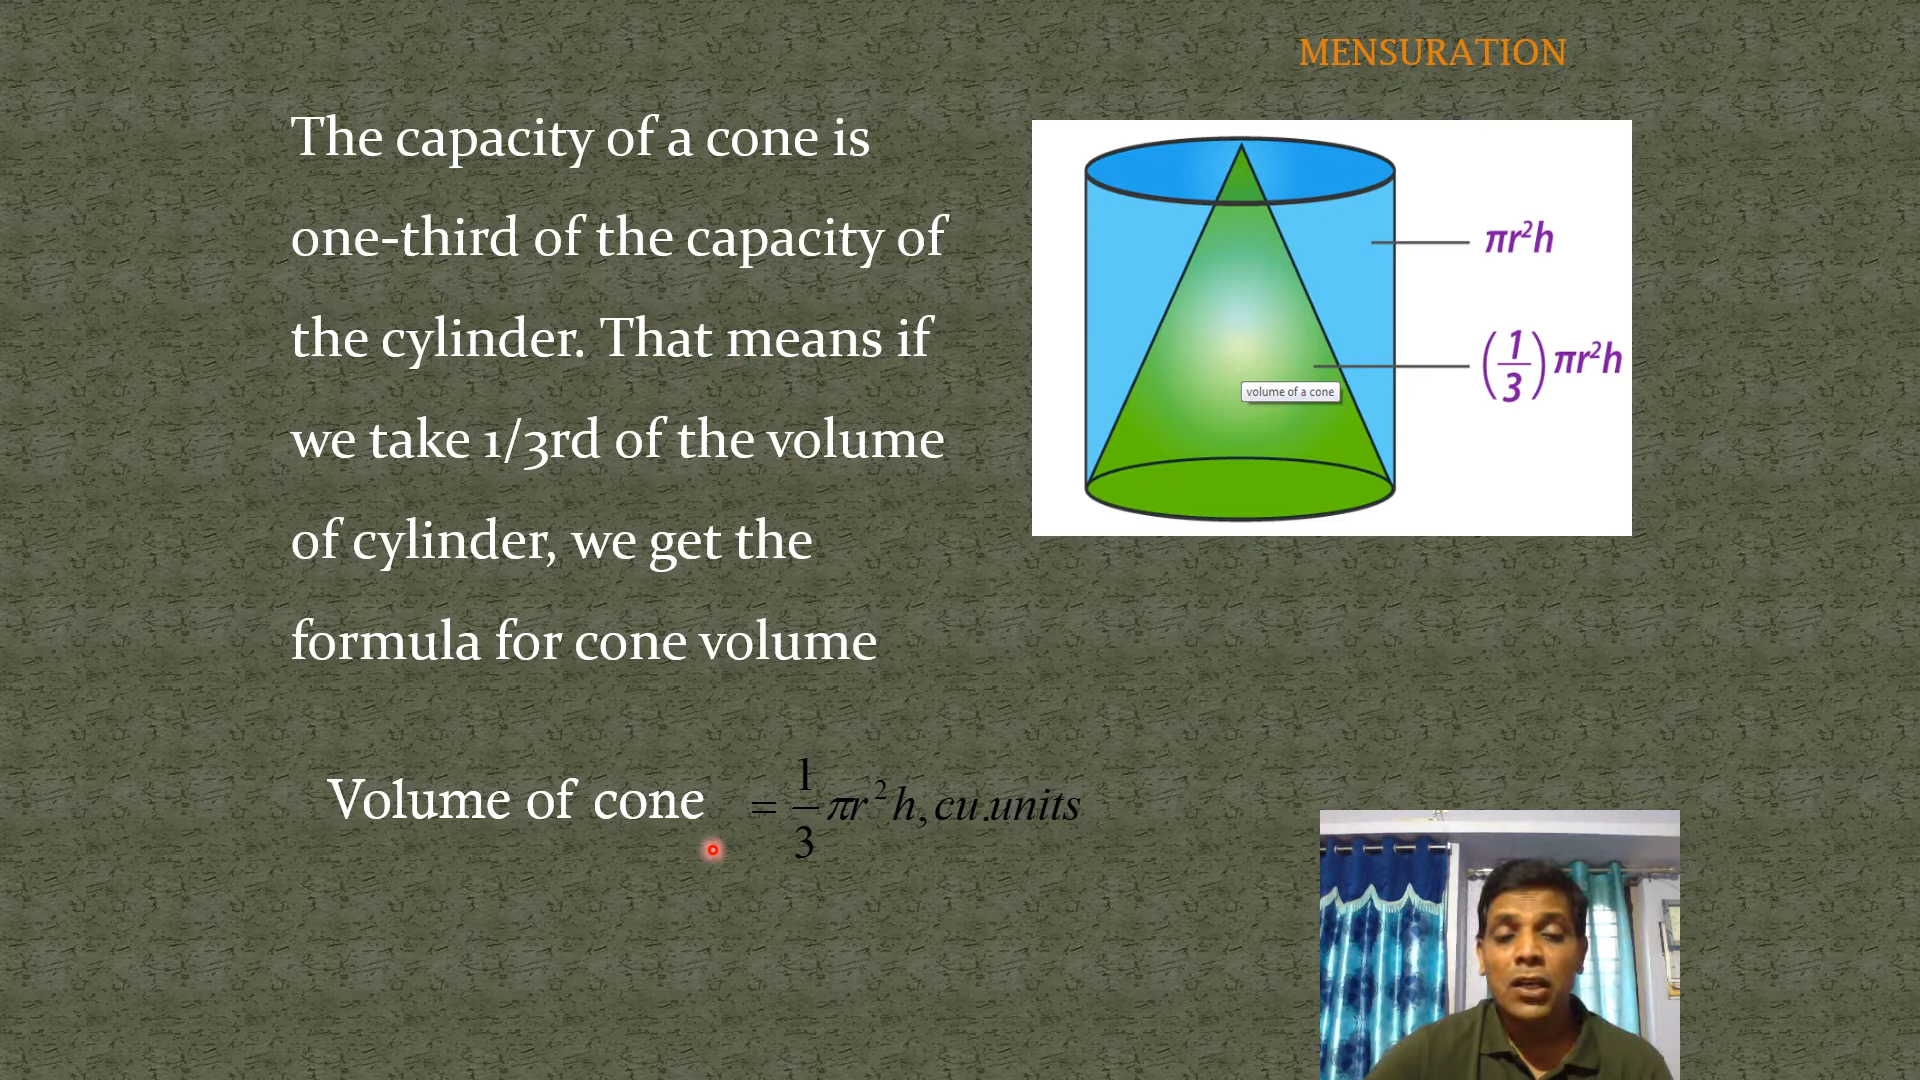 MENSURATION
The capacity of a cone is
one-third of the capacity of
the cylinder. That means if
we take 1/3rd of the volume
of cylinder, we get the
formula for cone volume
πr²h
(1/3) πr²h
volume of a cone
Volume of cone = 1/3 πr²h, cu.units